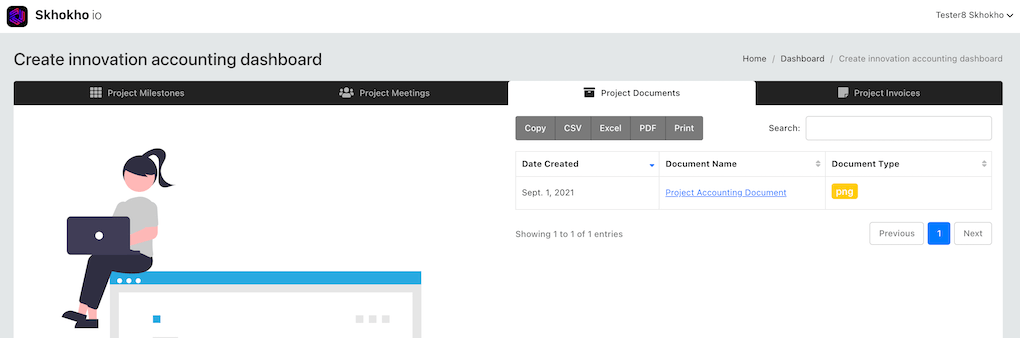 Skhokho io
Tester8 Skhokho
Create innovation accounting dashboard
Home / Dashboard / Create innovation accounting dashboard
Project Milestones
Project Meetings
Project Documents
Project Invoices
Copy CSV Excel PDF Print
Search:
Date Created Document Name Document Type
Sept. 1, 2021 Project Accounting Document png
Showing 1 to 1 of 1 entries
Previous 1 Next